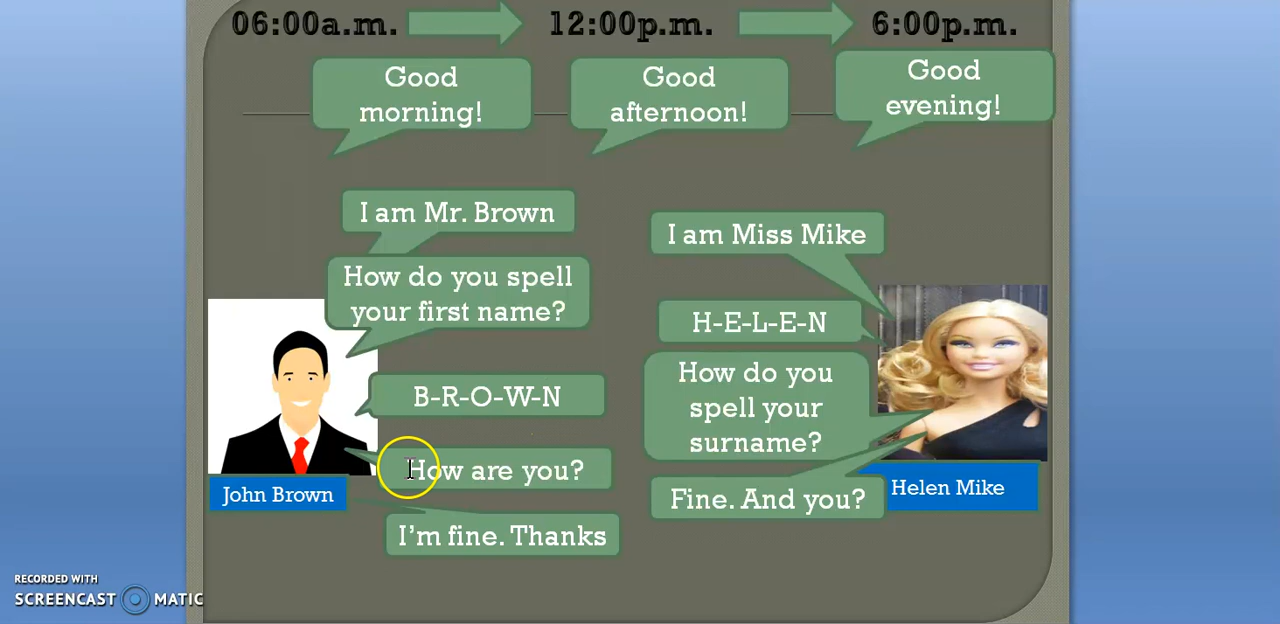 06:00a.m.
12:00p.m.
6:00p.m.
Good
morning!
Good
afternoon!
Good
evening!
I am Mr. Brown
I am Miss Mike
How do you spell
your first name?
H-E-L-E-N
How do you
spell your
surname?
B-R-O-W-N
How are you?
Fine. And you?
I'm fine. Thanks
John Brown
Helen Mike
RECORDED WITH
SCREENCAST MATIC